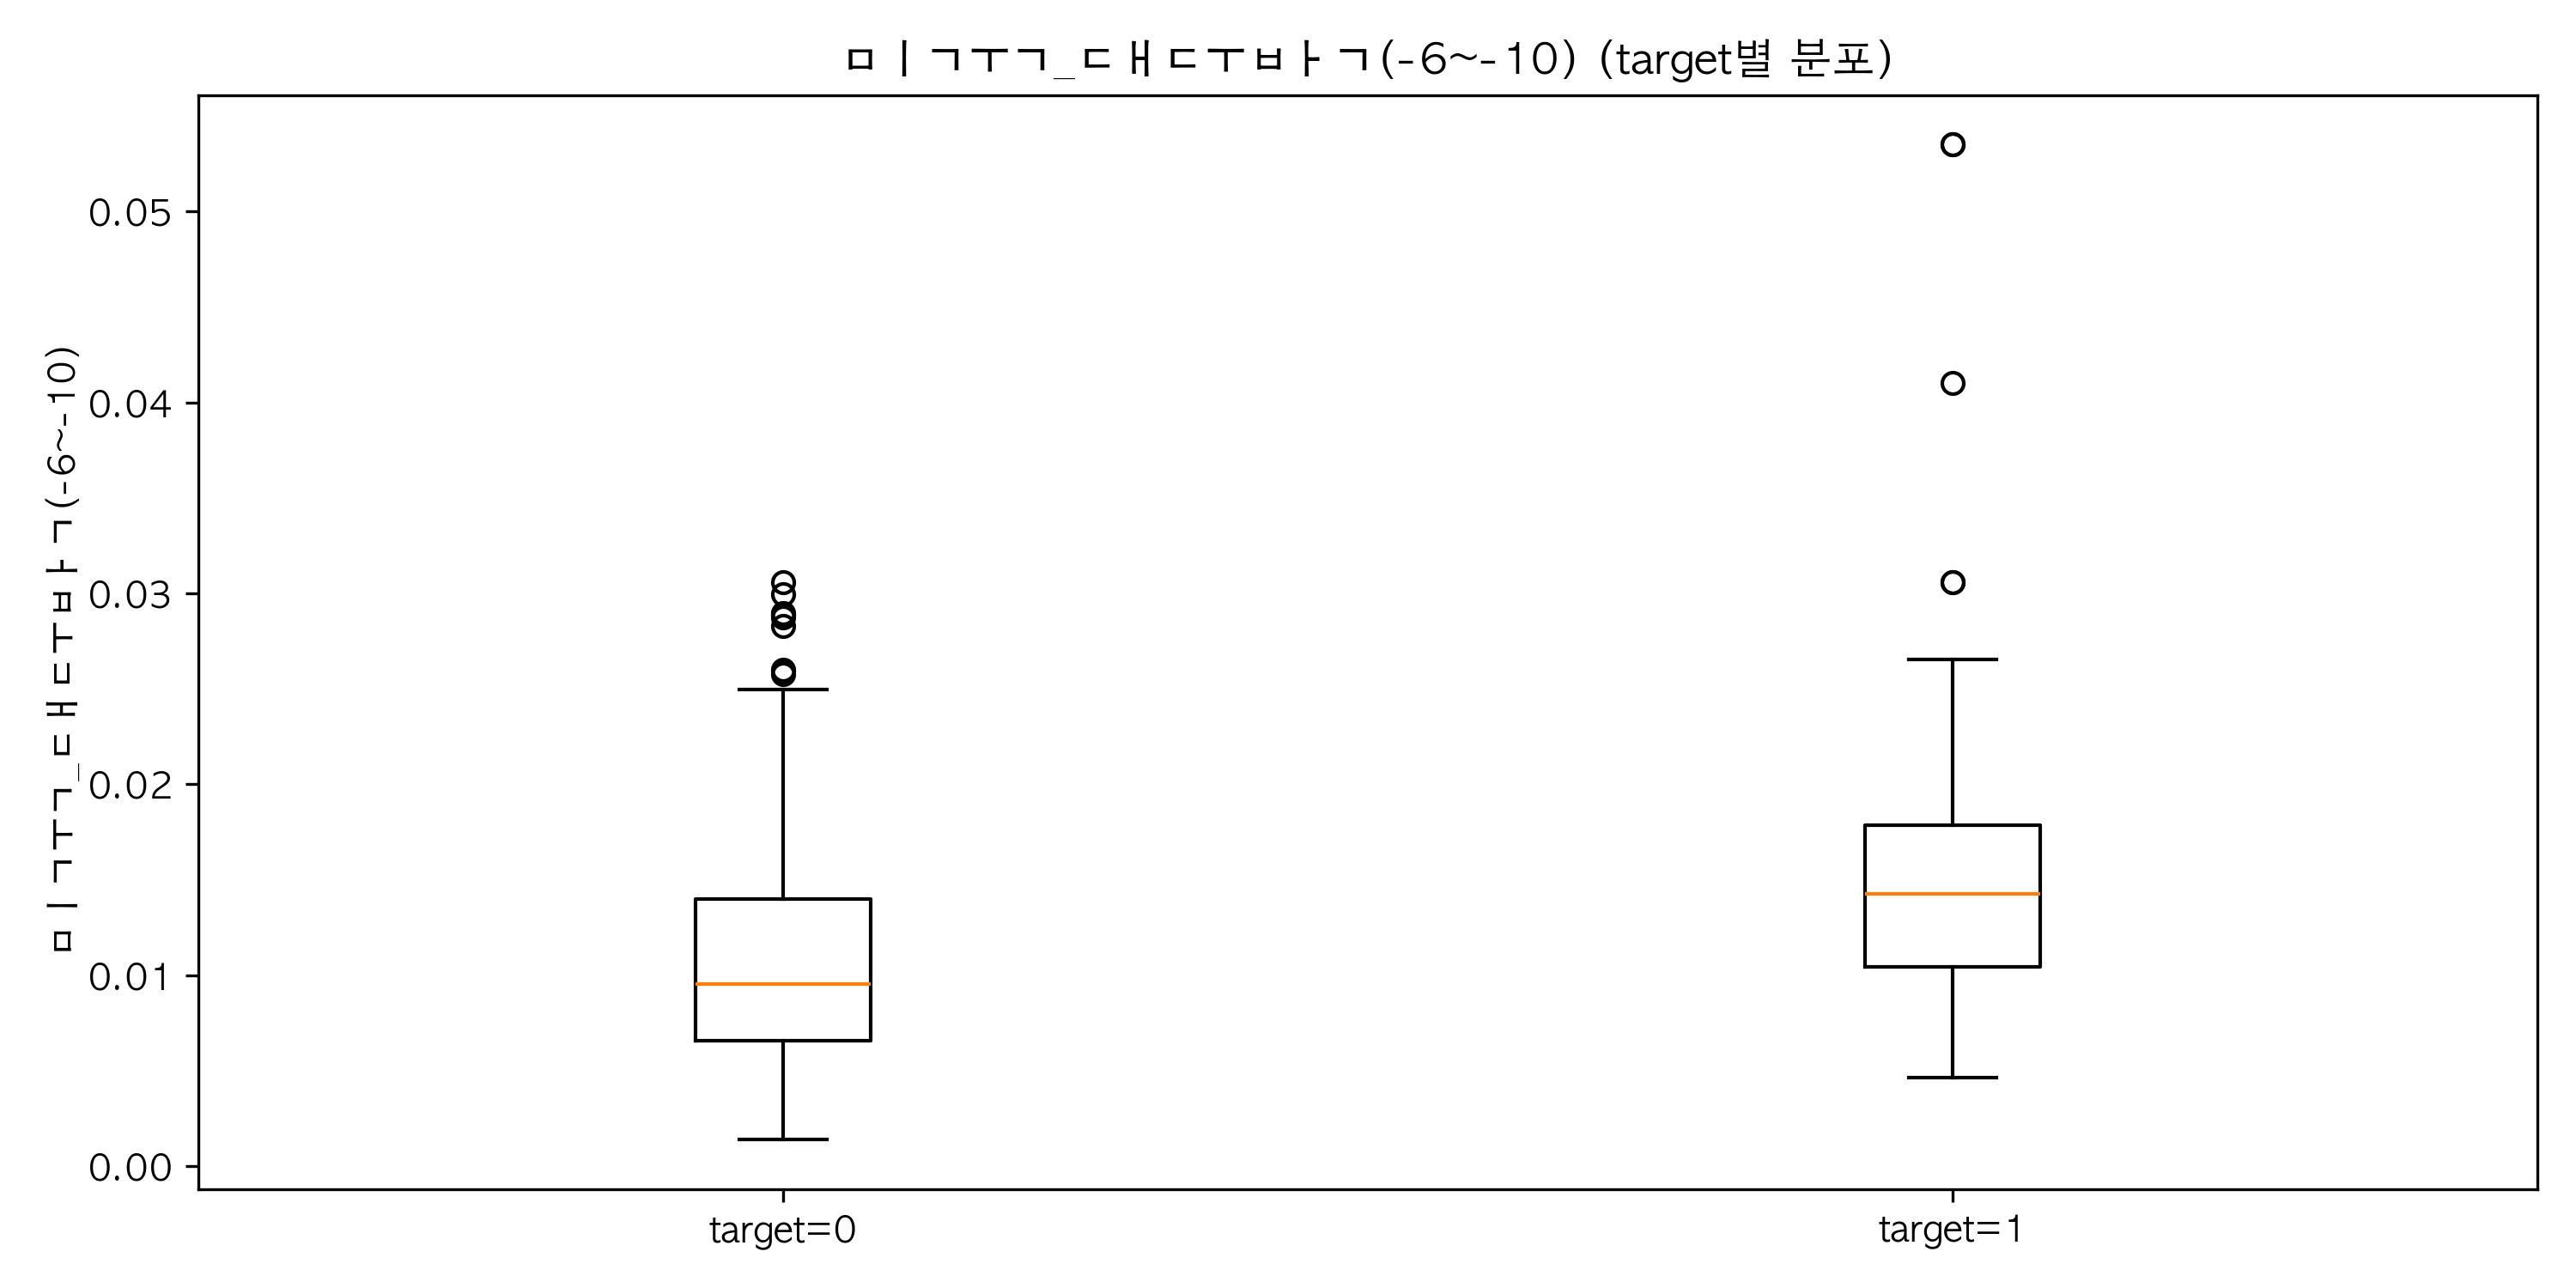 ㅁㅣㄱㅜㄱ_ㄷㅐㄷㅜㅂㅏㄱ(-6~-10) (target별 분포)
ㅁㅣㄱㅜㄱ_ㄷㅐㄷㅜㅂㅏㄱ(-6~-10)
0.05
0.04
0.03
0.02
0.01
0.00
target=0
target=1